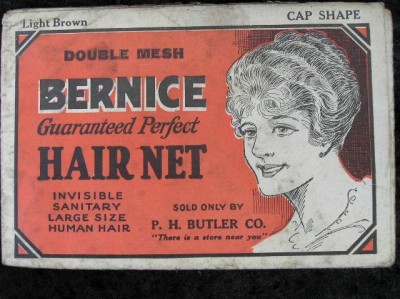 Light Brown
CAP SHAPE
DOUBLE MESH
BERNICE
Guaranteed Perfect
HAIR NET
INVISIBLE
SANITARY
LARGE SIZE
HUMAN HAIR
SOLD ONLY BY
P. H. BUTLER CO.
"There is a store near you"